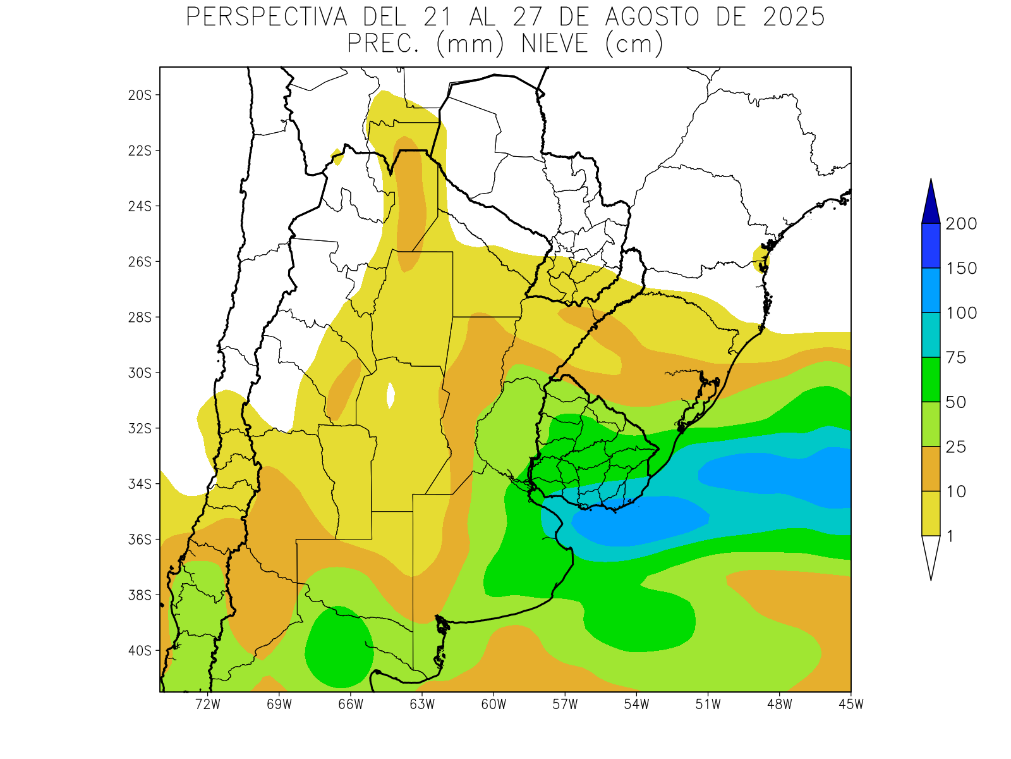 PERSPECTIVA DEL 21 AL 27 DE AGOSTO DE 2025
PREC. (mm) NIEVE (cm)
20S
22S
24S
26S
28S
30S
32S
34S
36S
38S
40S
72W 69W 66W 63W 60W 57W 54W 51W 48W 45W
200
150
100
75
50
25
10
1